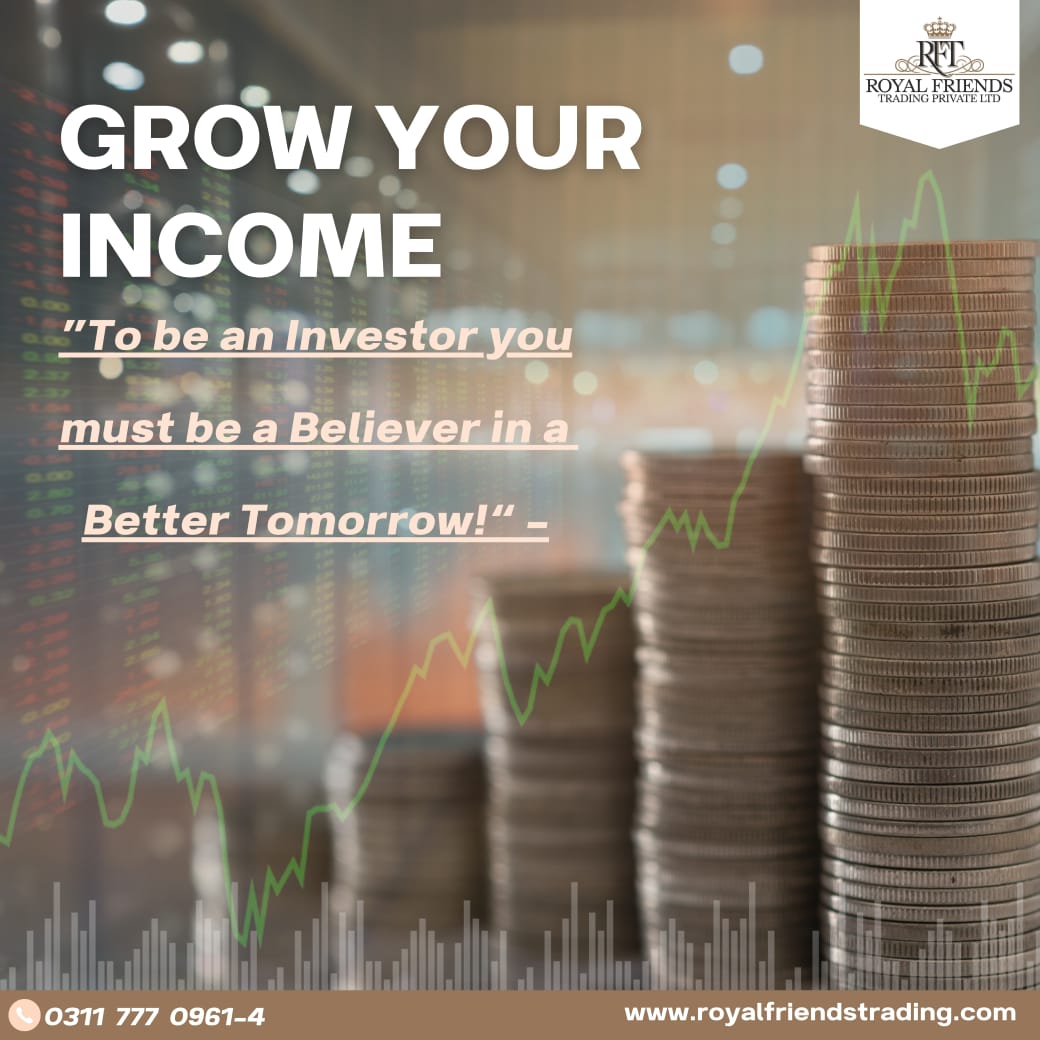 RFT
ROYAL FRIENDS
TRADING PRIVATE LTD
GROW YOUR
INCOME
"To be an Investor you
must be a Believer in a
Better Tomorrow!“ –
0311 777 0961-4
www.royalfriendstrading.com